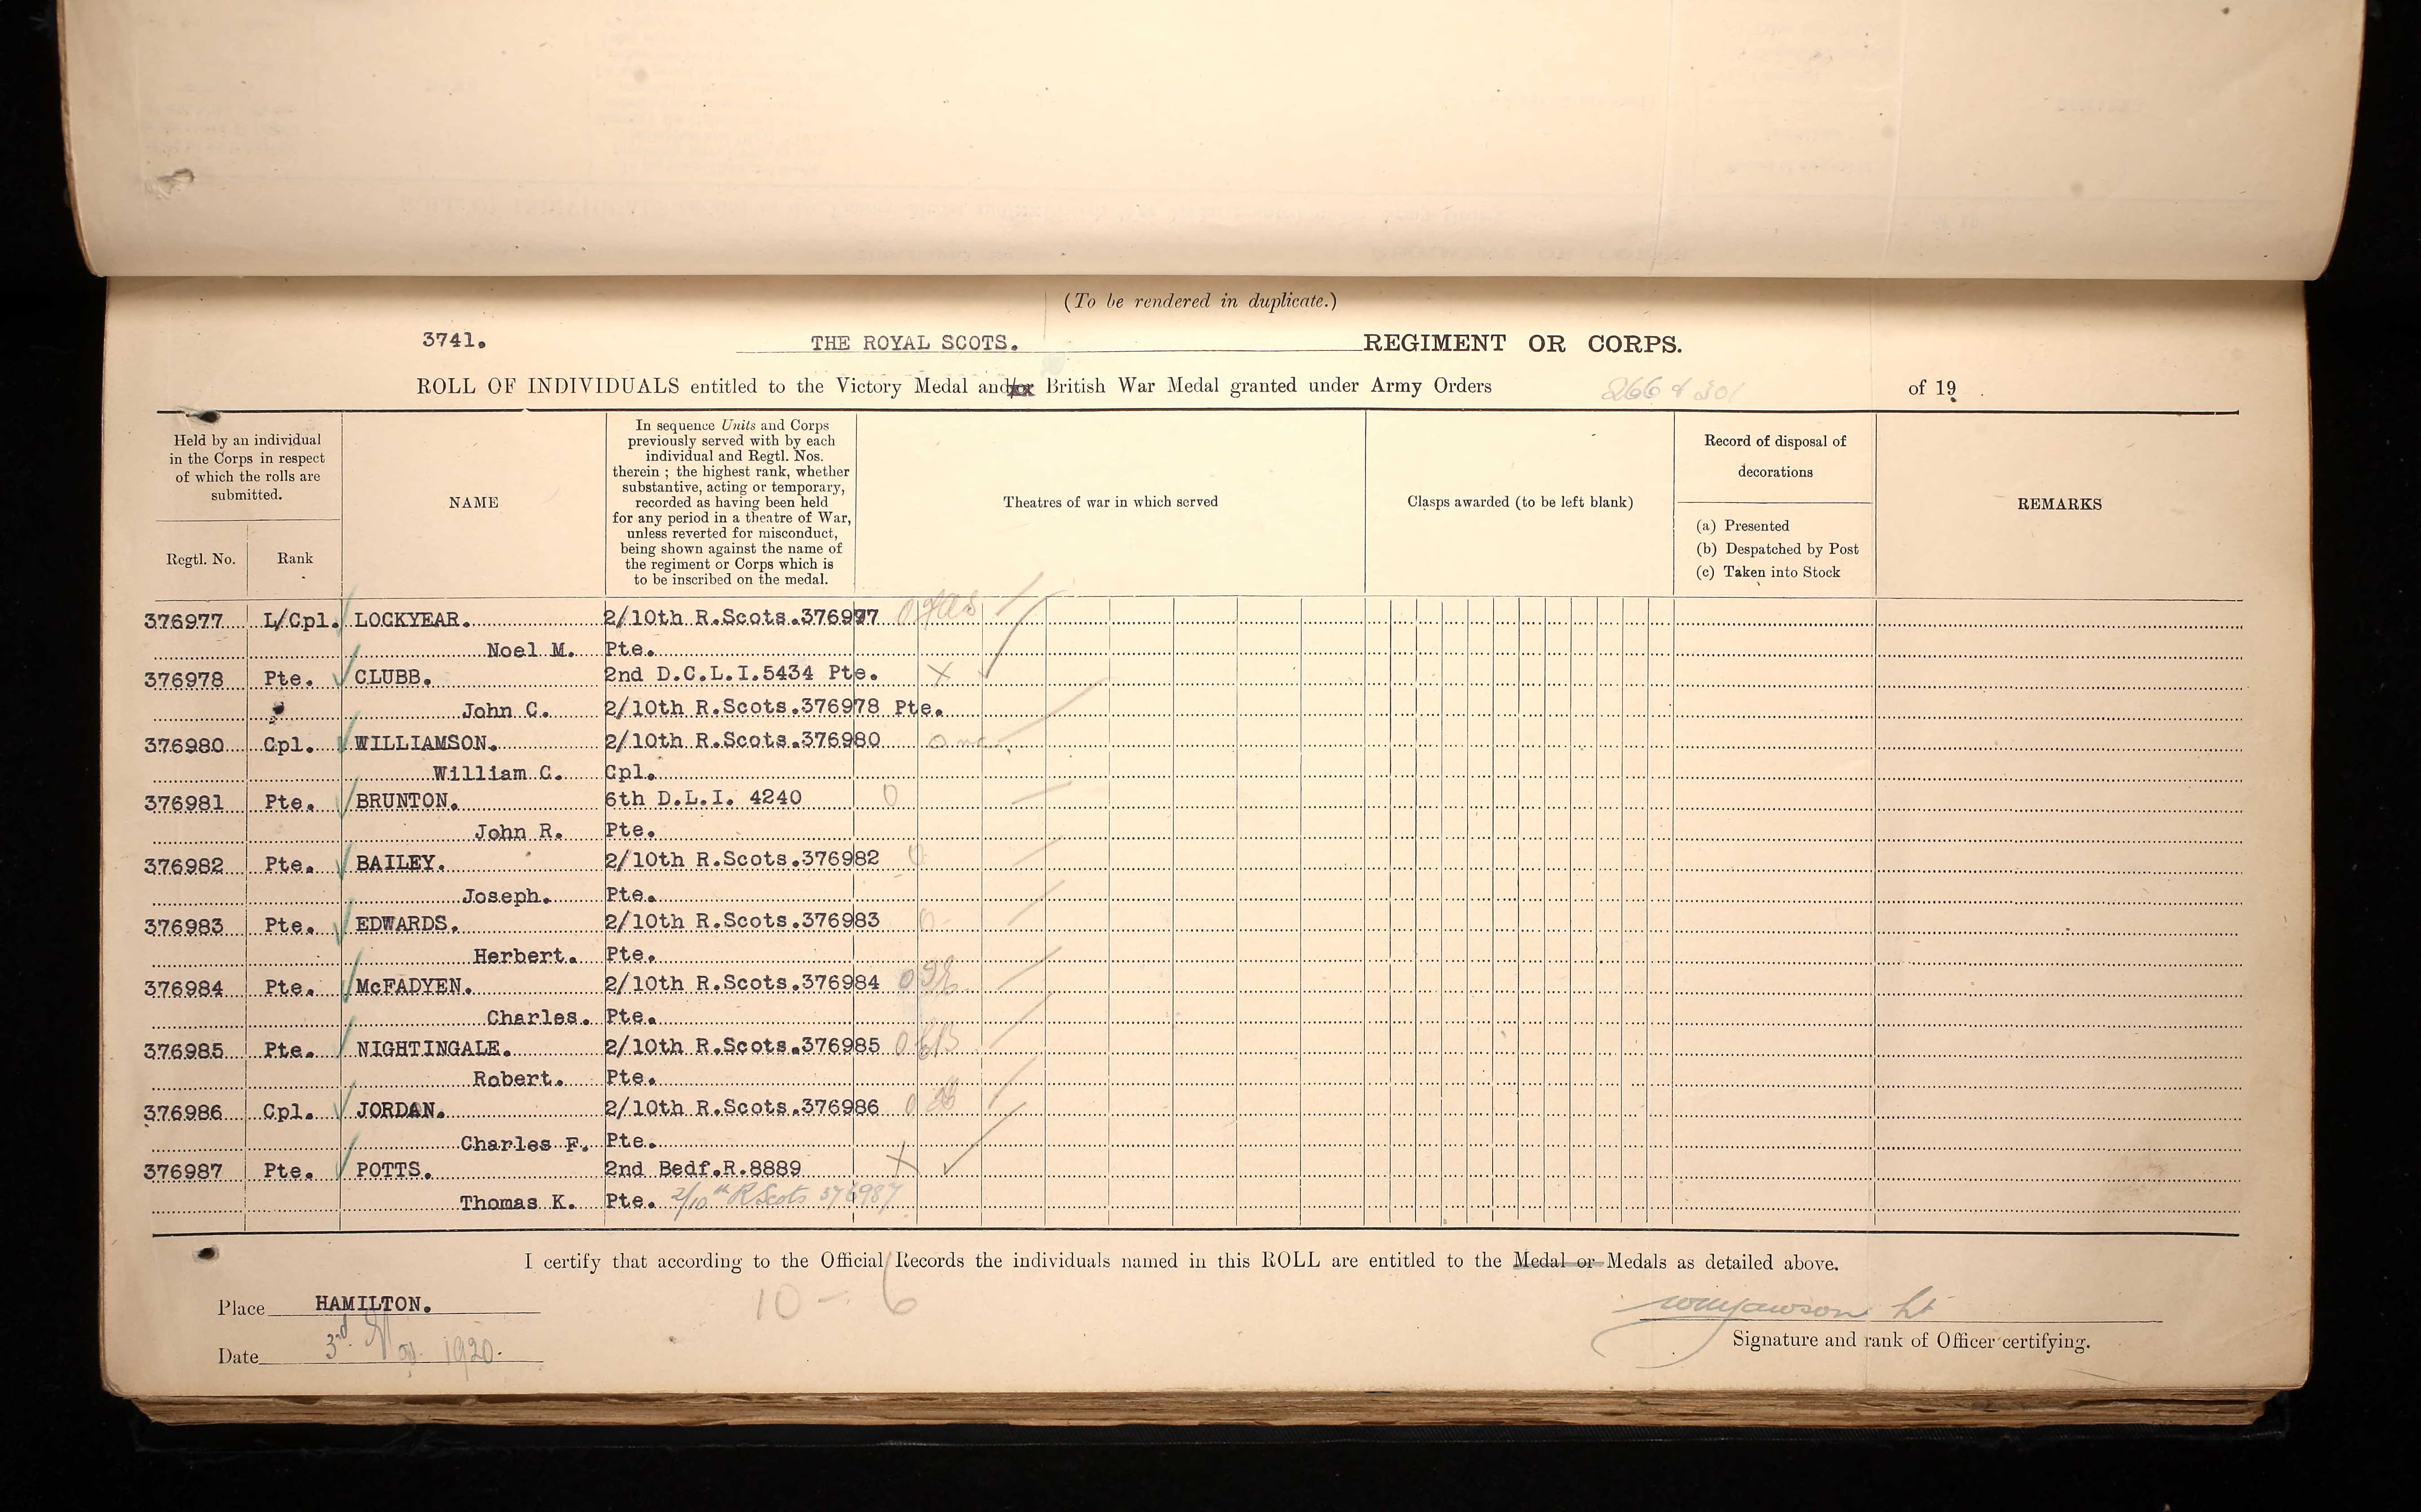 (To be rendered in duplicate.)
3741. THE ROYAL SCOTS. REGIMENT OR CORPS.
ROLL OF INDIVIDUALS entitled to the Victory Medal and/or British War Medal granted under Army Orders 266 & 301 of 19 .
Held by an individual
in the Corps in respect
of which the rolls are
submitted.
Regtl. No. Rank
NAME
In sequence Units and Corps
previously served with by each
individual and Regtl. Nos.
therein ; the highest rank, whether
substantive, acting or temporary,
recorded as having been held
for any period in a theatre of War,
unless reverted for misconduct,
being shown against the name of
the regiment or Corps which is
to be inscribed on the medal.
Theatres of war in which served
Clasps awarded (to be left blank)
Record of disposal of
decorations
(a) Presented
(b) Despatched by Post
(c) Taken into Stock
REMARKS
376977 L/Cpl. LOCKYEAR. 2/10th R.Scots.376977
Noel M. Pte.
376978 Pte. CLUBB. 2nd D.C.L.I.5434 Pte. X
John C. 2/10th R.Scots.376978 Pte.
376980 Cpl. WILLIAMSON. 2/10th R.Scots.376980
William C. Cpl.
376981 Pte. BRUNTON. 6th D.L.I. 4240 0
John R. Pte.
376982 Pte. BAILEY. 2/10th R.Scots.376982 0
Joseph. Pte.
376983 Pte. EDWARDS. 2/10th R.Scots.376983 0
Herbert. Pte.
376984 Pte. McFADYEN. 2/10th R.Scots.376984
Charles. Pte.
376985 Pte. NIGHTINGALE. 2/10th R.Scots.376985
Robert. Pte.
376986 Cpl. JORDAN. 2/10th R.Scots.376986
Charles F. Pte.
376987 Pte. POTTS. 2nd Bedf.R.8889 X
Thomas K. Pte. 2/10th R Scots 376987
I certify that according to the Official Records the individuals named in this ROLL are entitled to the Medal or Medals as detailed above.
10 - 6
Place HAMILTON.
Date 3rd 1920.
Lt
Signature and rank of Officer certifying.